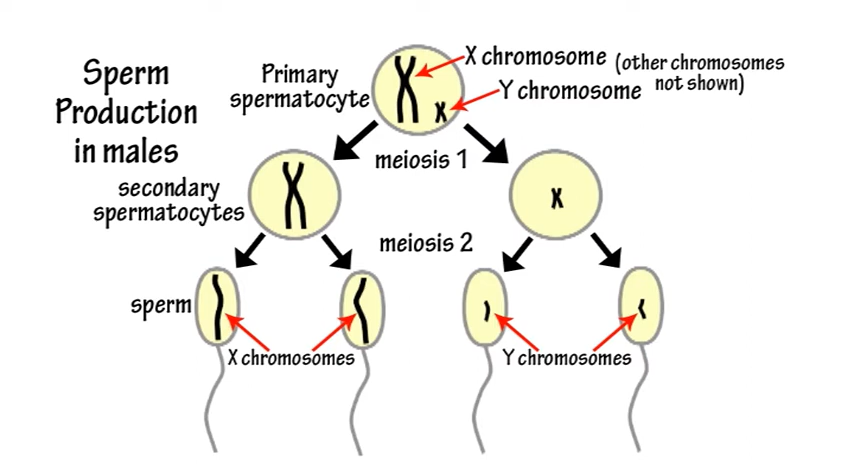 Sperm
Production
in males
Primary
spermatocyte
X chromosome
(other chromosomes
not shown)
Y chromosome
meiosis 1
secondary
spermatocytes
meiosis 2
sperm
X chromosomes
Y chromosomes